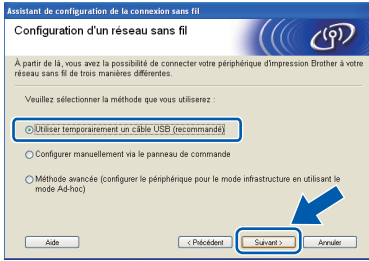 Assistant de configuration de la connexion sans fil
Configuration d'un réseau sans fil
À partir de là, vous avez la possibilité de connecter votre périphérique d'impression Brother à votre
réseau sans fil de trois manières différentes.
Veuillez sélectionner la méthode que vous utiliserez :
Utiliser temporairement un câble USB (recommandé)
Configurer manuellement via le panneau de commande
Méthode avancée (configurer le périphérique pour le mode infrastructure en utilisant le
mode Ad-hoc)
Aide
< Précédent
Suivant >
Annuler